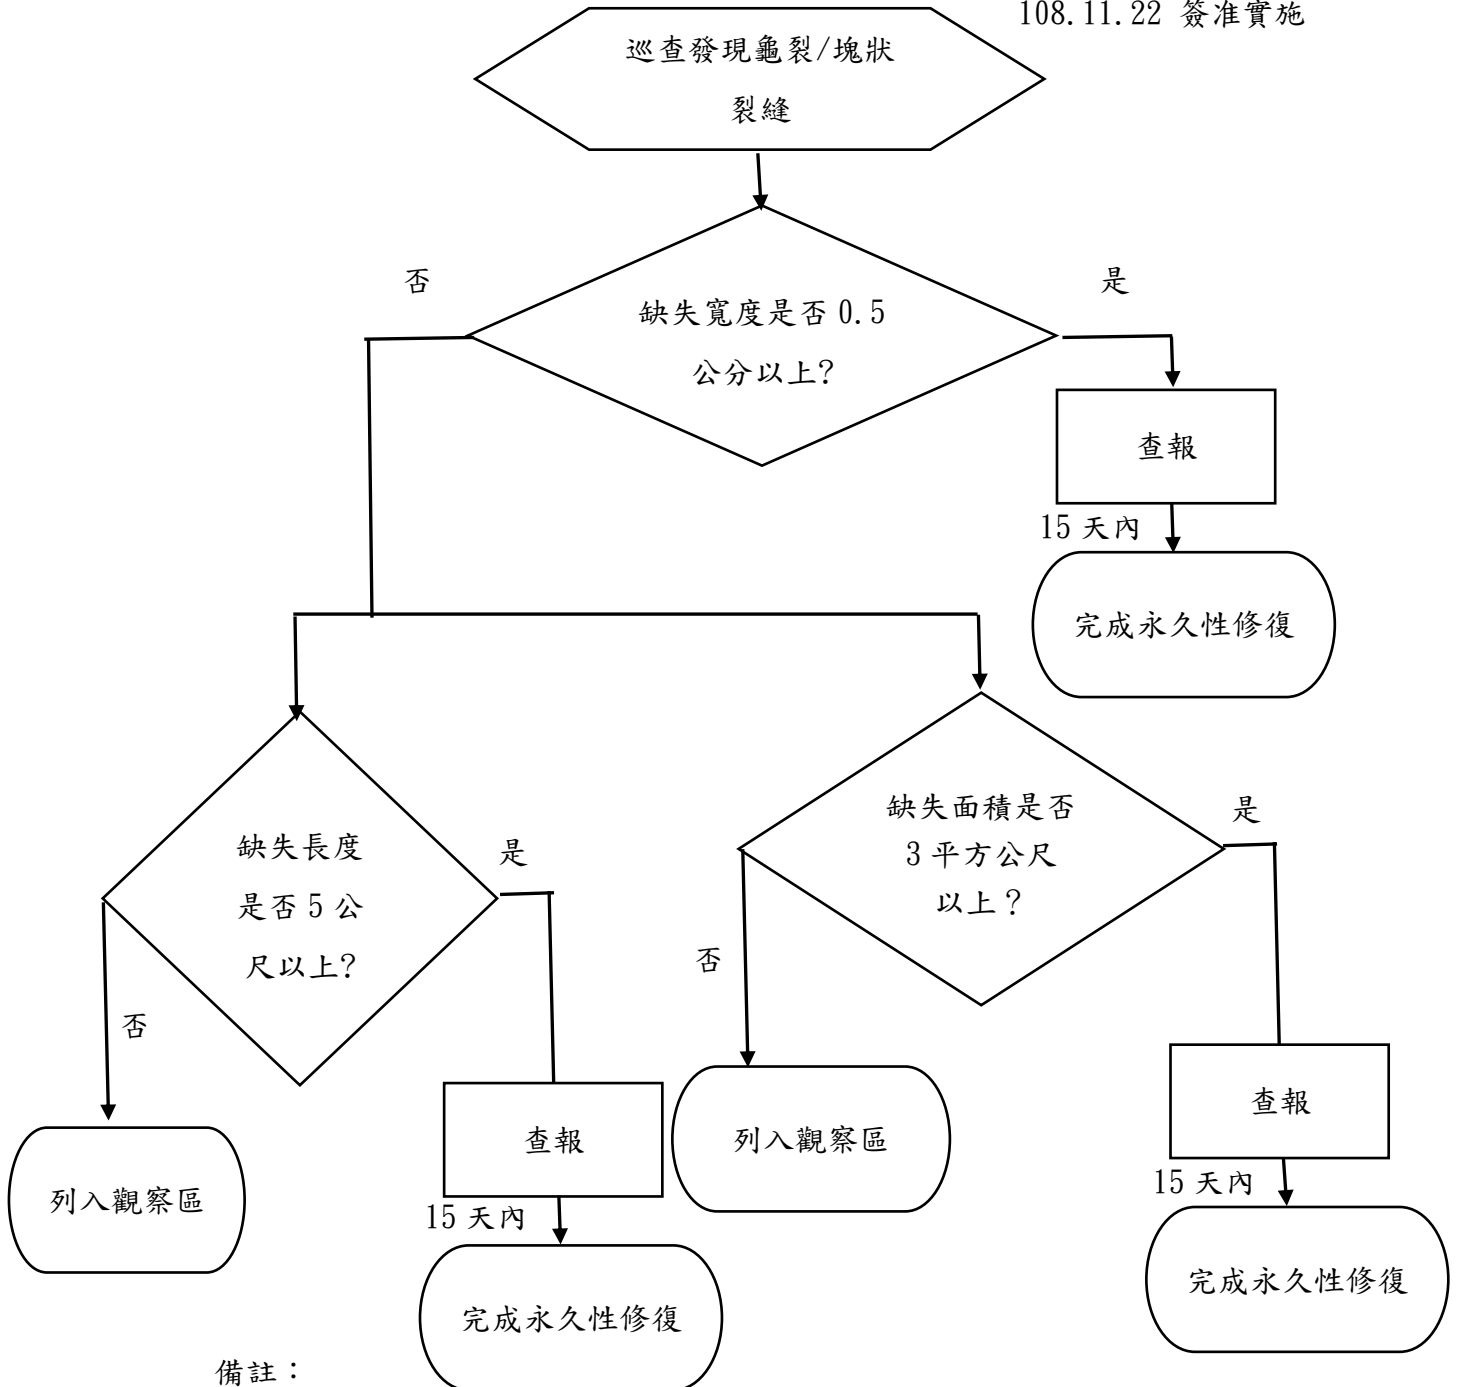 108.11.22 簽准實施
巡查發現龜裂/塊狀
裂縫
否
是
缺失寬度是否 0.5
公分以上?
查報
15 天內
完成永久性修復
缺失長度
是否 5 公
尺以上?
是
否
缺失面積是否
3 平方公尺
以上?
是
否
列入觀察區
查報
15 天內
完成永久性修復
列入觀察區
查報
15 天內
完成永久性修復
備註：